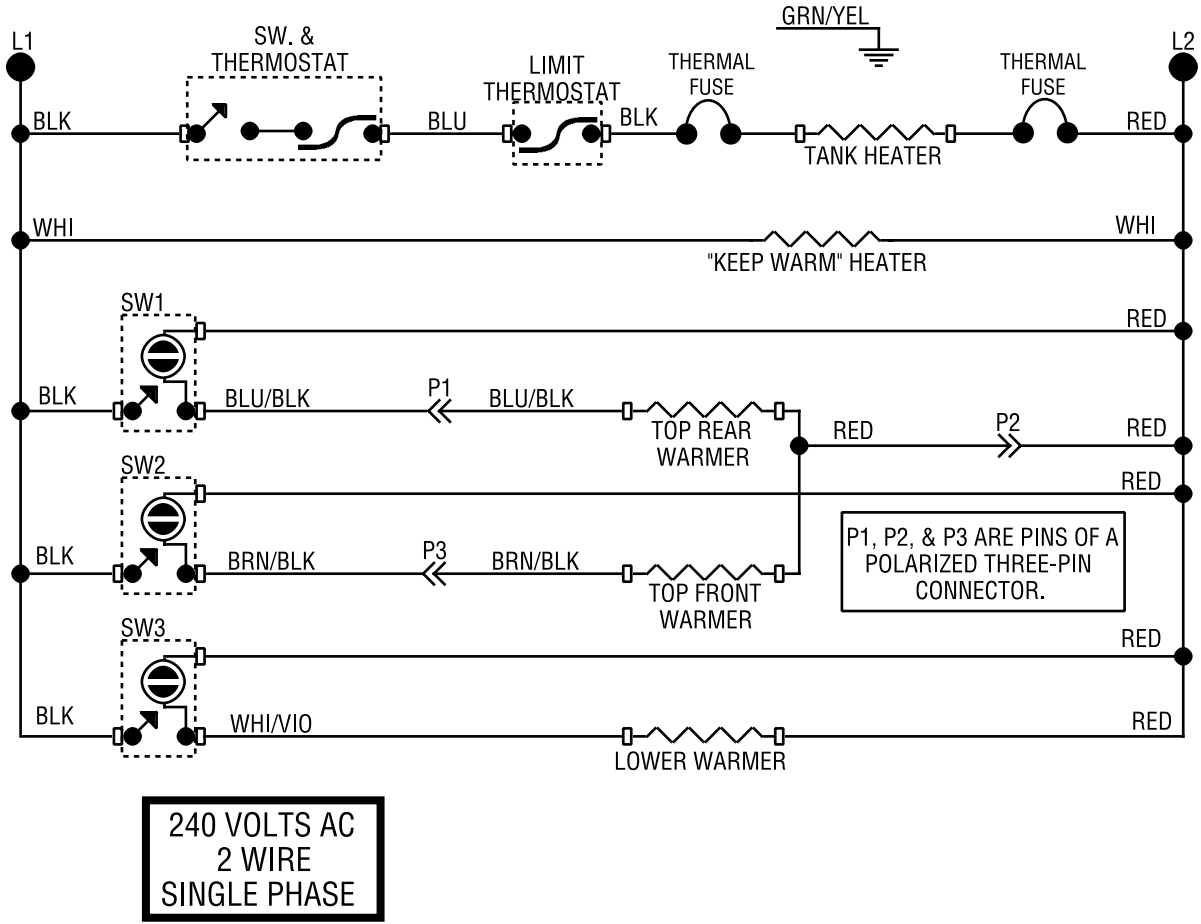 GRN/YEL
L1
SW. &
THERMOSTAT
LIMIT
THERMOSTAT
THERMAL
FUSE
THERMAL
FUSE
L2
BLK
BLU
BLK
RED
TANK HEATER
WHI
WHI
"KEEP WARM" HEATER
SW1
RED
BLK
BLU/BLK
P1
BLU/BLK
TOP REAR
WARMER
RED
P2
RED
SW2
RED
BLK
BRN/BLK
P3
BRN/BLK
TOP FRONT
WARMER
P1, P2, & P3 ARE PINS OF A
POLARIZED THREE-PIN
CONNECTOR.
SW3
RED
BLK
WHI/VIO
RED
LOWER WARMER
240 VOLTS AC
2 WIRE
SINGLE PHASE